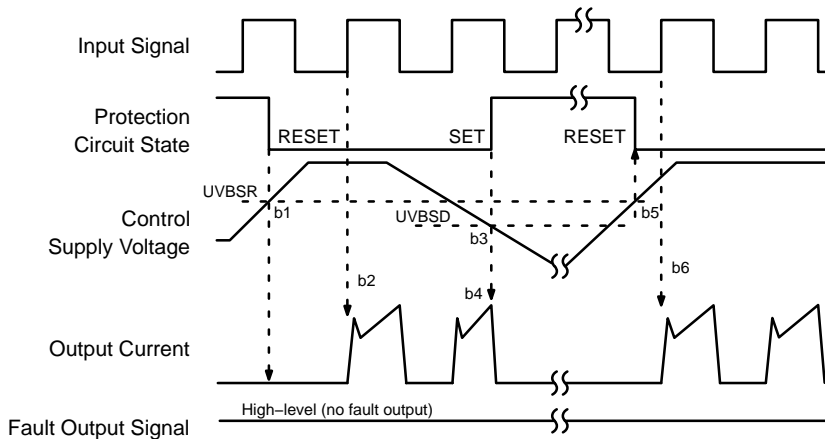 Input Signal
Protection
Circuit State
RESET
SET
RESET
UVBSR
b1
UVBSD
b3
b5
Control
Supply Voltage
b2
b4
b6
Output Current
High−level (no fault output)
Fault Output Signal